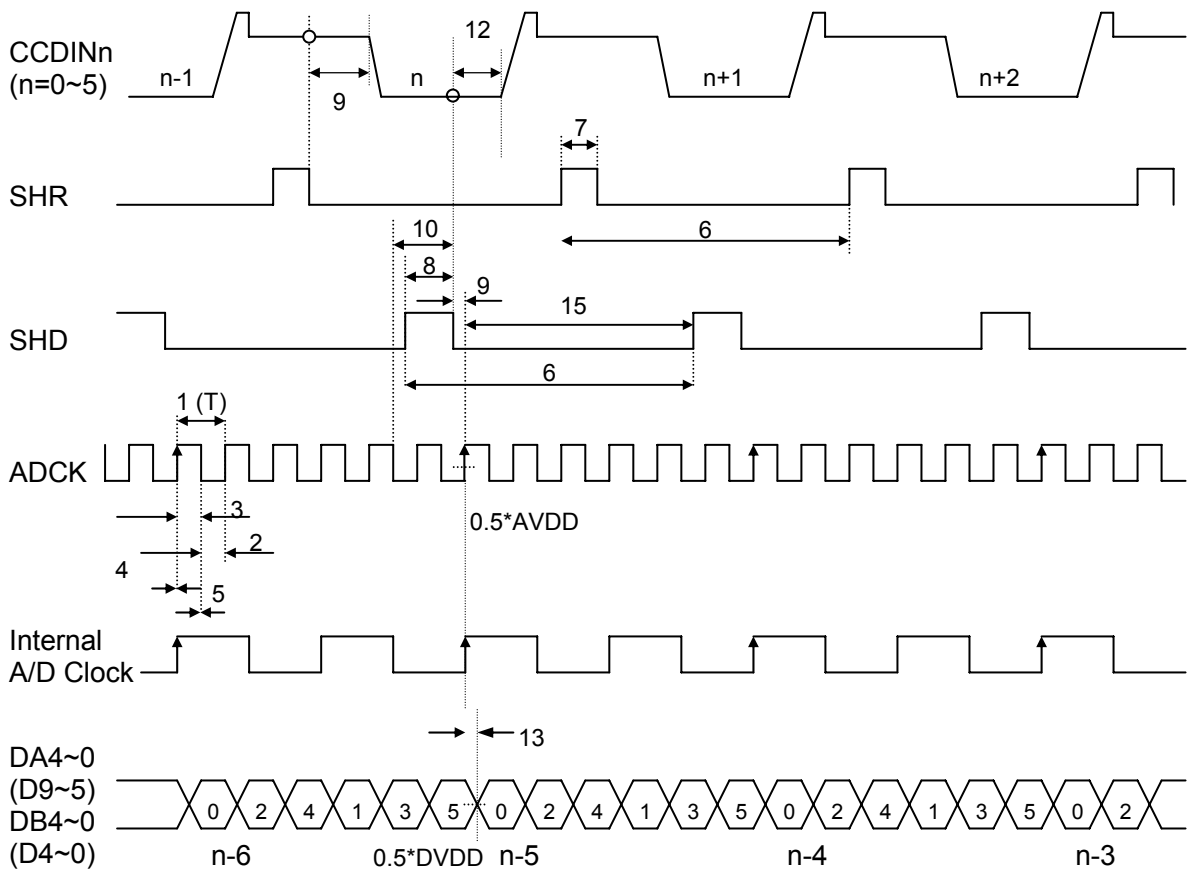 CCDINn
(n=0~5)
n-1
n
n+1
n+2
9
12
SHR
7
6
10
8
9
15
SHD
6
1 (T)
ADCK
0.5*AVDD
3
2
4
5
Internal
A/D Clock
13
DA4~0
(D9~5)
DB4~0
(D4~0)
0 2 4 1 3 5 0 2 4 1 3 5 0 2 4 1 3 5 0 2
n-6
0.5*DVDD
n-5
n-4
n-3